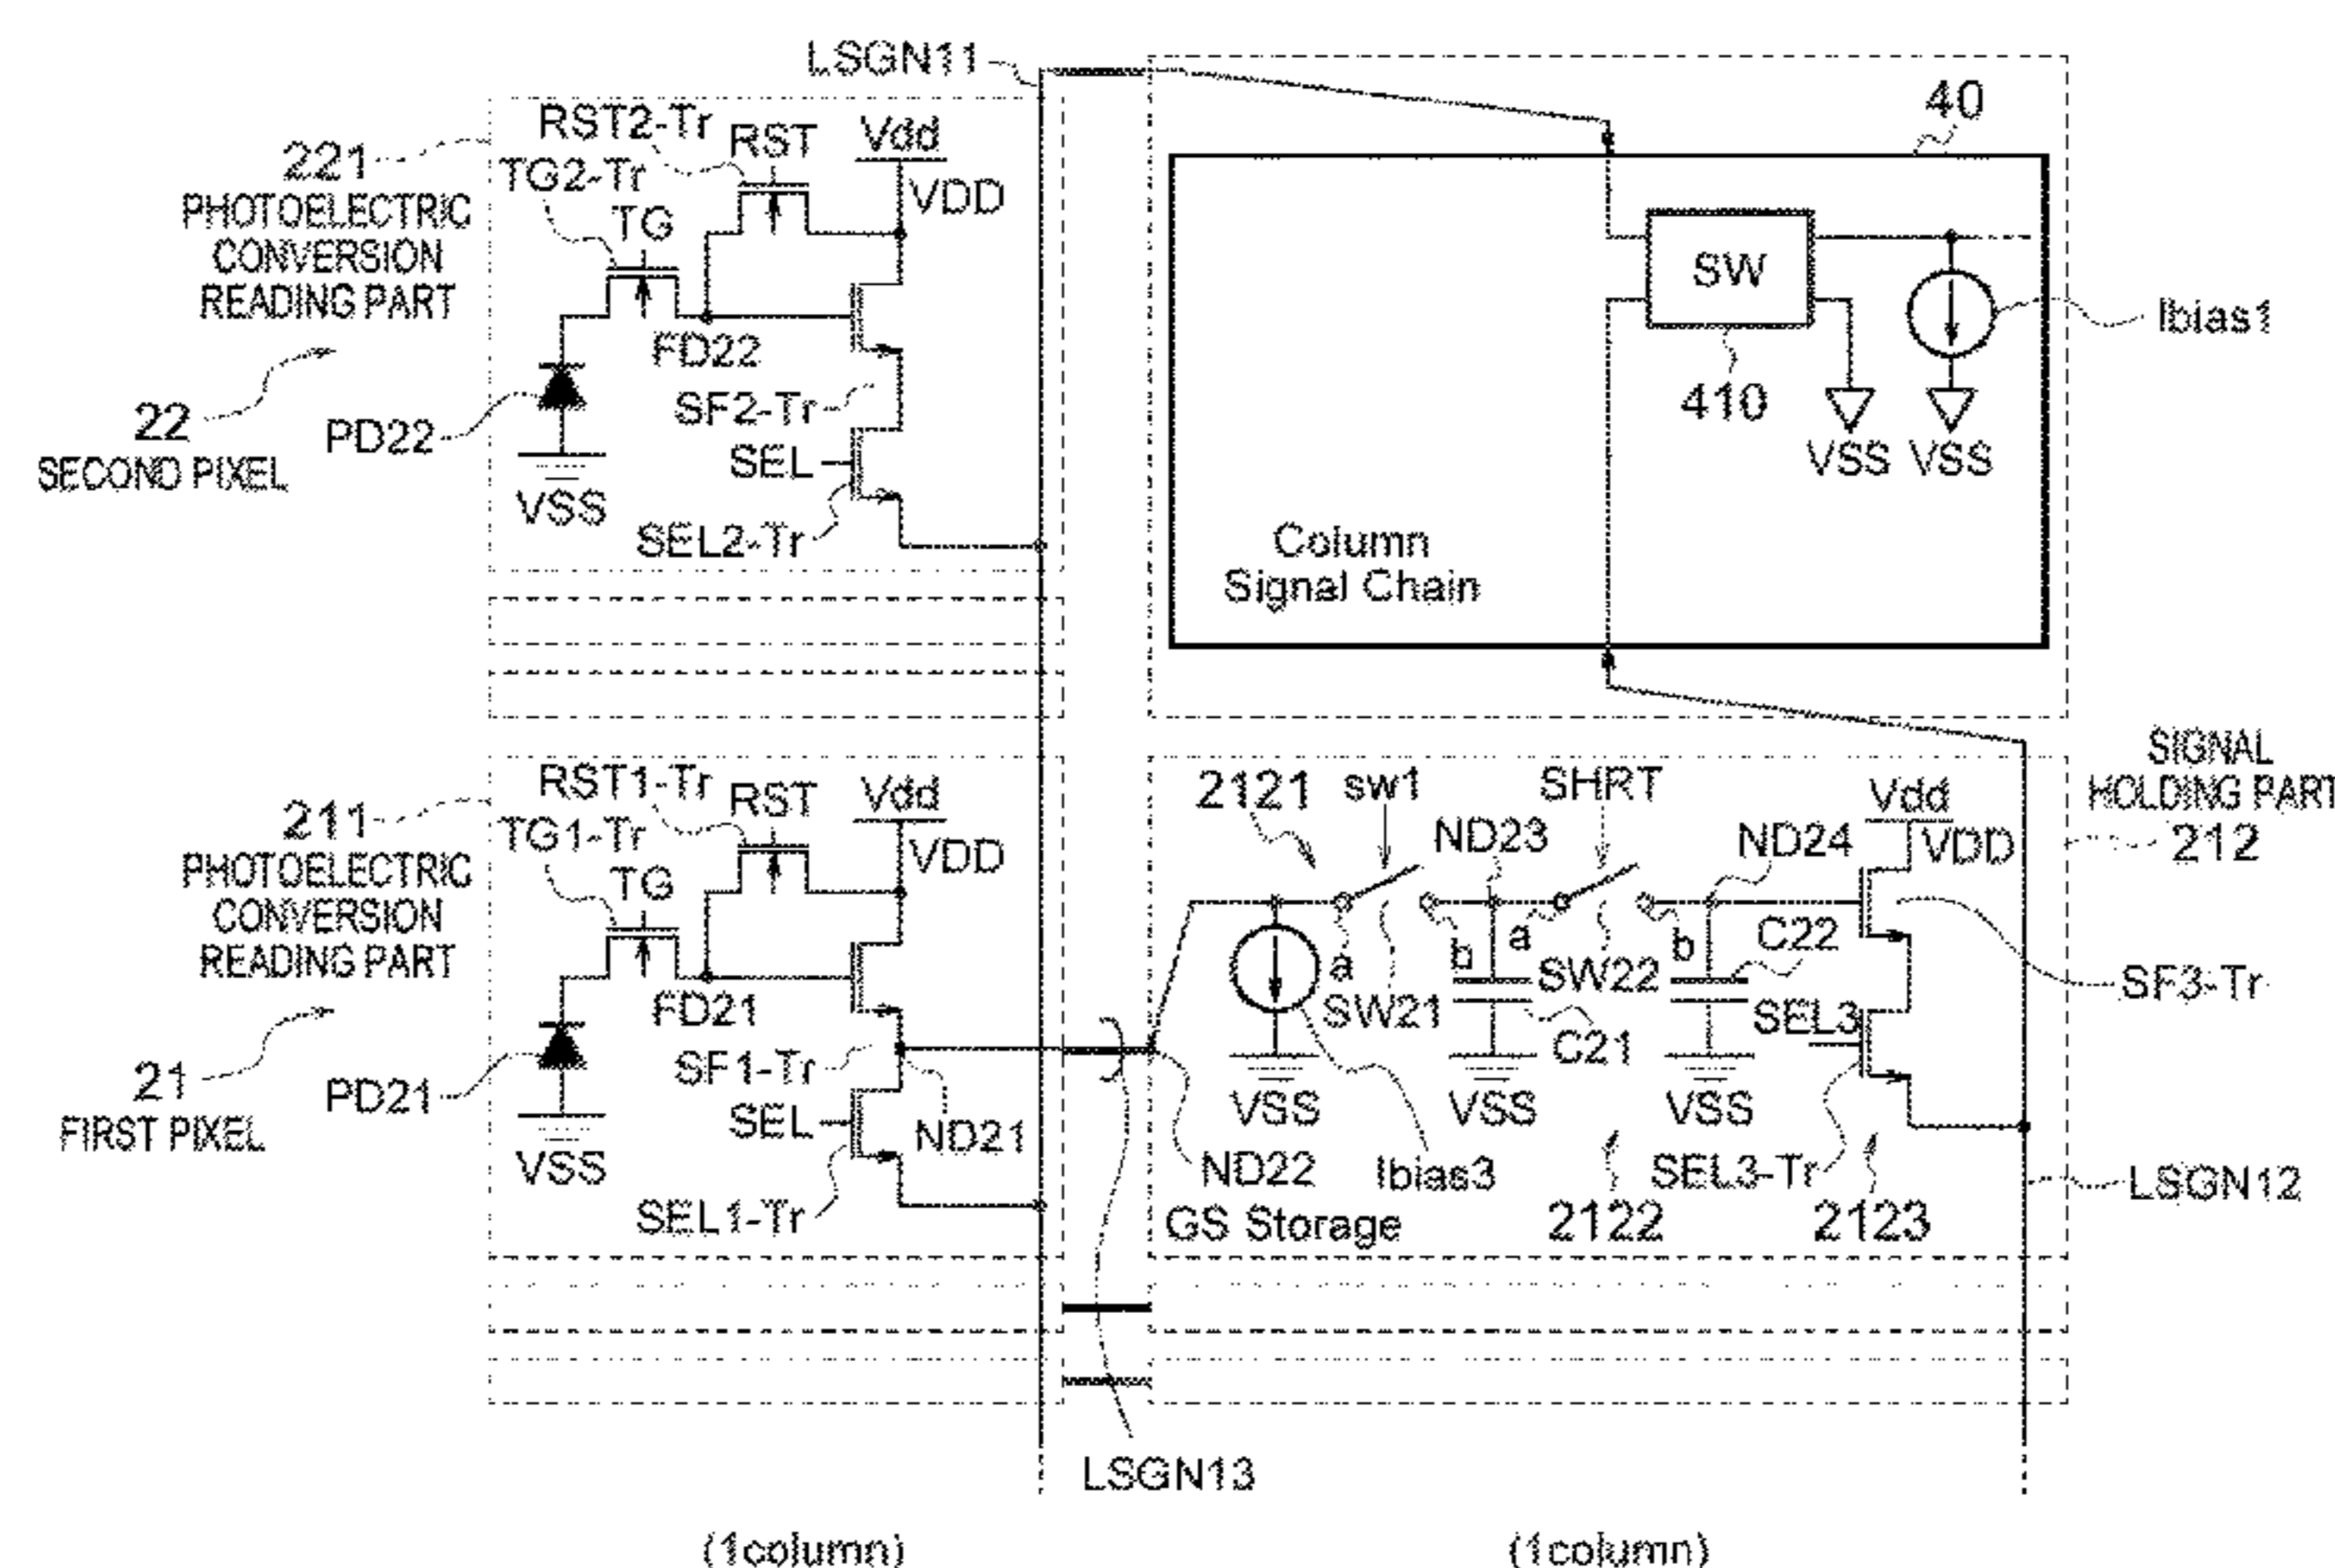 LSGN11
40
RST2-Tr
RST
Vdd
VDD
221
PHOTOELECTRIC
CONVERSION
READING PART
TG2-Tr
TG
FD22
SF2-Tr
SEL
SEL2-Tr
PD22
VSS
22
SECOND PIXEL
SW
410
Ibias1
VSS
VSS
Column
Signal Chain
SIGNAL
HOLDING PART
212
RST1-Tr
RST
Vdd
VDD
211
PHOTOELECTRIC
CONVERSION
READING PART
TG1-Tr
TG
FD21
SF1-Tr
SEL
SEL1-Tr
ND21
PD21
VSS
21
FIRST PIXEL
2121
sw1
SHRT
ND23
ND24
Vdd
VDD
a
b
a
b
SW21
SW22
C21
C22
SEL3
SF3-Tr
VSS
VSS
VSS
ND22
Ibias3
SEL3-Tr
GS Storage
2122
2123
LSGN12
LSGN13
(1column)
(1column)